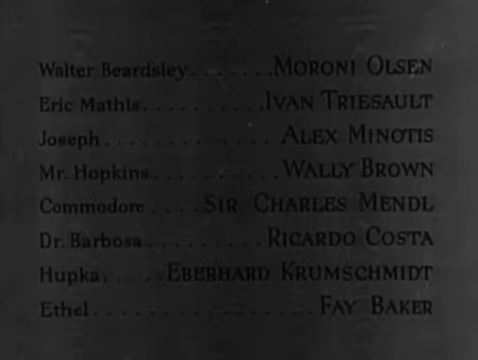 Walter Beardsley.......MORONI OLSEN
Eric Mathis...........IVAN TRIESAULT
Joseph............ALEX MINOTIS
Mr. Hopkins...........WALLY BROWN
Commodore....SIR CHARLES MENDL
Dr. Barbosa..........RICARDO COSTA
Hupka.....EBERHARD KRUMSCHMIDT
Ethel..................FAY BAKER